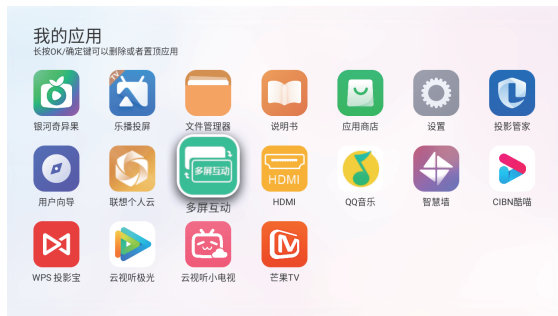 我的应用
长按OK/确定键可以删除或者置顶应用
TV
多屏互动
HDMI
银河奇异果 乐播投屏 文件管理器 说明书 应用商店 设置 投影管家
用户向导 联想个人云 多屏互动 HDMI QQ音乐 智慧墙 CIBN酷喵
WPS 投影宝 云视听极光 云视听小电视 芒果TV